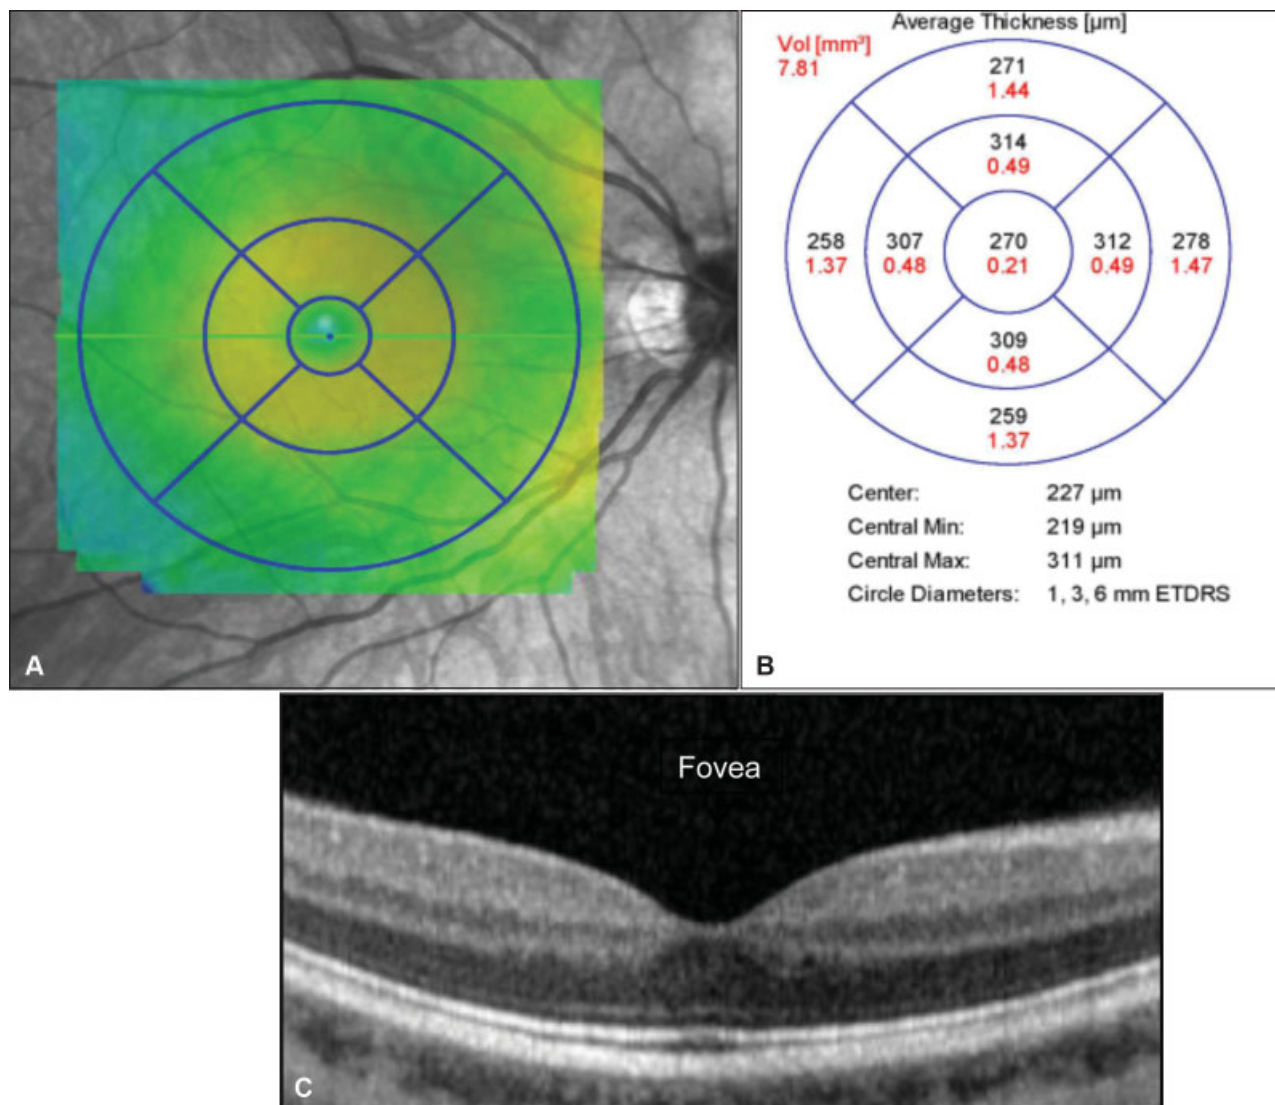 Average Thickness [µm]
Vol [mm³]
7.81
271
1.44
314
0.49
258 307 270 312 278
1.37 0.48 0.21 0.49 1.47
309
0.48
259
1.37
Center: 227 µm
Central Min: 219 µm
Central Max: 311 µm
Circle Diameters: 1, 3, 6 mm ETDRS
A
B
Fovea
C